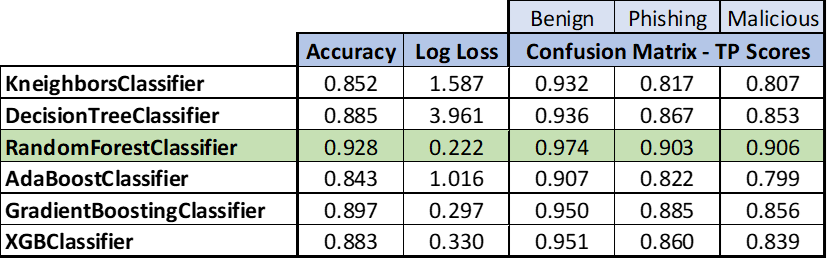 Benign Phishing Malicious
Accuracy Log Loss Confusion Matrix - TP Scores
KneighborsClassifier 0.852 1.587 0.932 0.817 0.807
DecisionTreeClassifier 0.885 3.961 0.936 0.867 0.853
RandomForestClassifier 0.928 0.222 0.974 0.903 0.906
AdaBoostClassifier 0.843 1.016 0.907 0.822 0.799
GradientBoostingClassifier 0.897 0.297 0.950 0.885 0.856
XGBClassifier 0.883 0.330 0.951 0.860 0.839